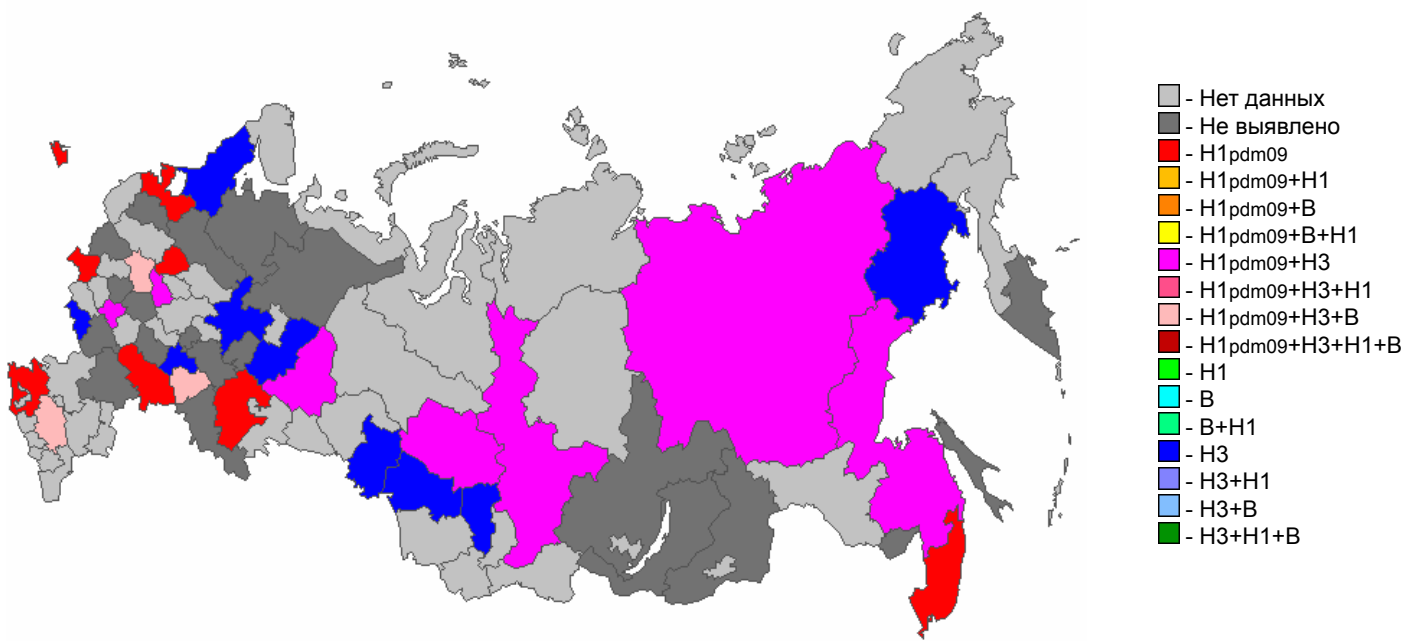 - Нет данных
- Не выявлено
- H1pdm09
- H1pdm09+H1
- H1pdm09+B
- H1pdm09+B+H1
- H1pdm09+H3
- H1pdm09+H3+H1
- H1pdm09+H3+B
- H1pdm09+H3+H1+B
- H1
- B
- B+H1
- H3
- H3+H1
- H3+B
- H3+H1+B